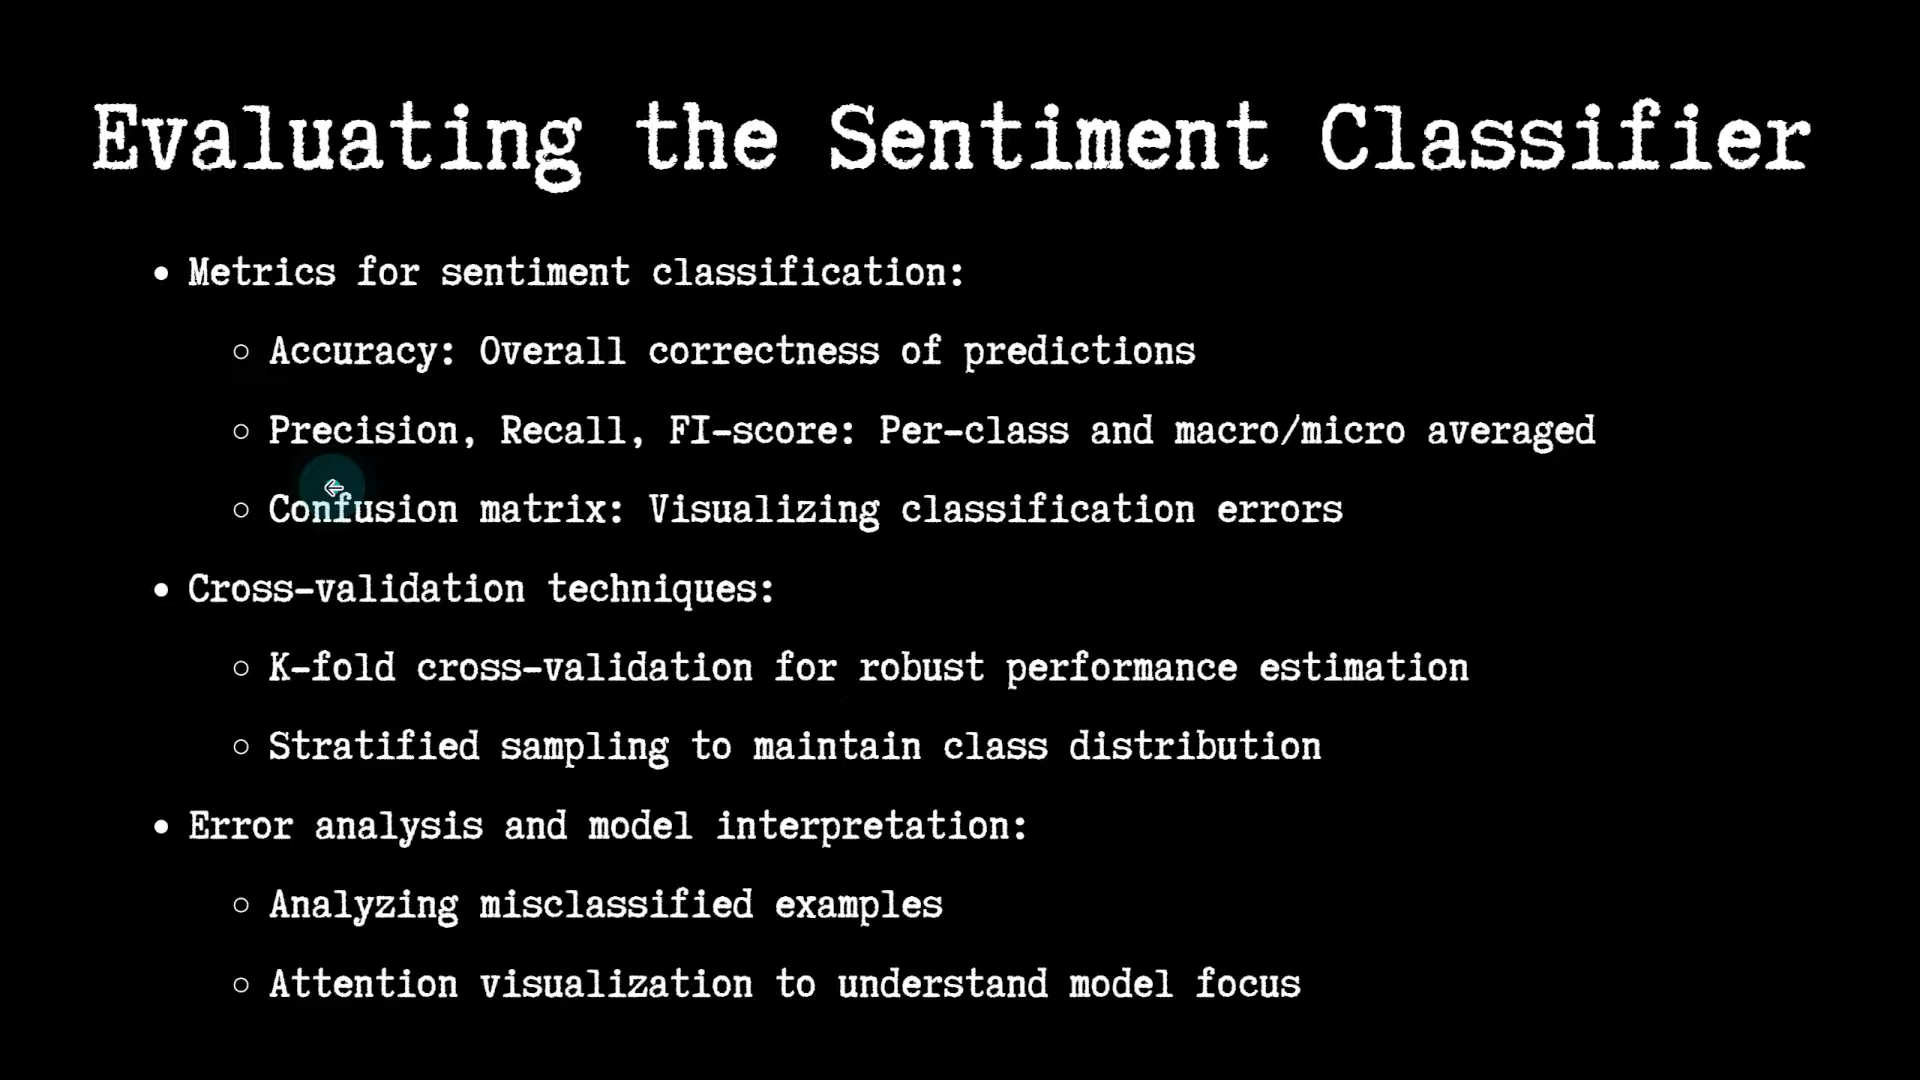 Evaluating the Sentiment Classifier
• Metrics for sentiment classification:
○ Accuracy: Overall correctness of predictions
○ Precision, Recall, FI-score: Per-class and macro/micro averaged
○ Confusion matrix: Visualizing classification errors
• Cross-validation techniques:
○ K-fold cross-validation for robust performance estimation
○ Stratified sampling to maintain class distribution
• Error analysis and model interpretation:
○ Analyzing misclassified examples
○ Attention visualization to understand model focus